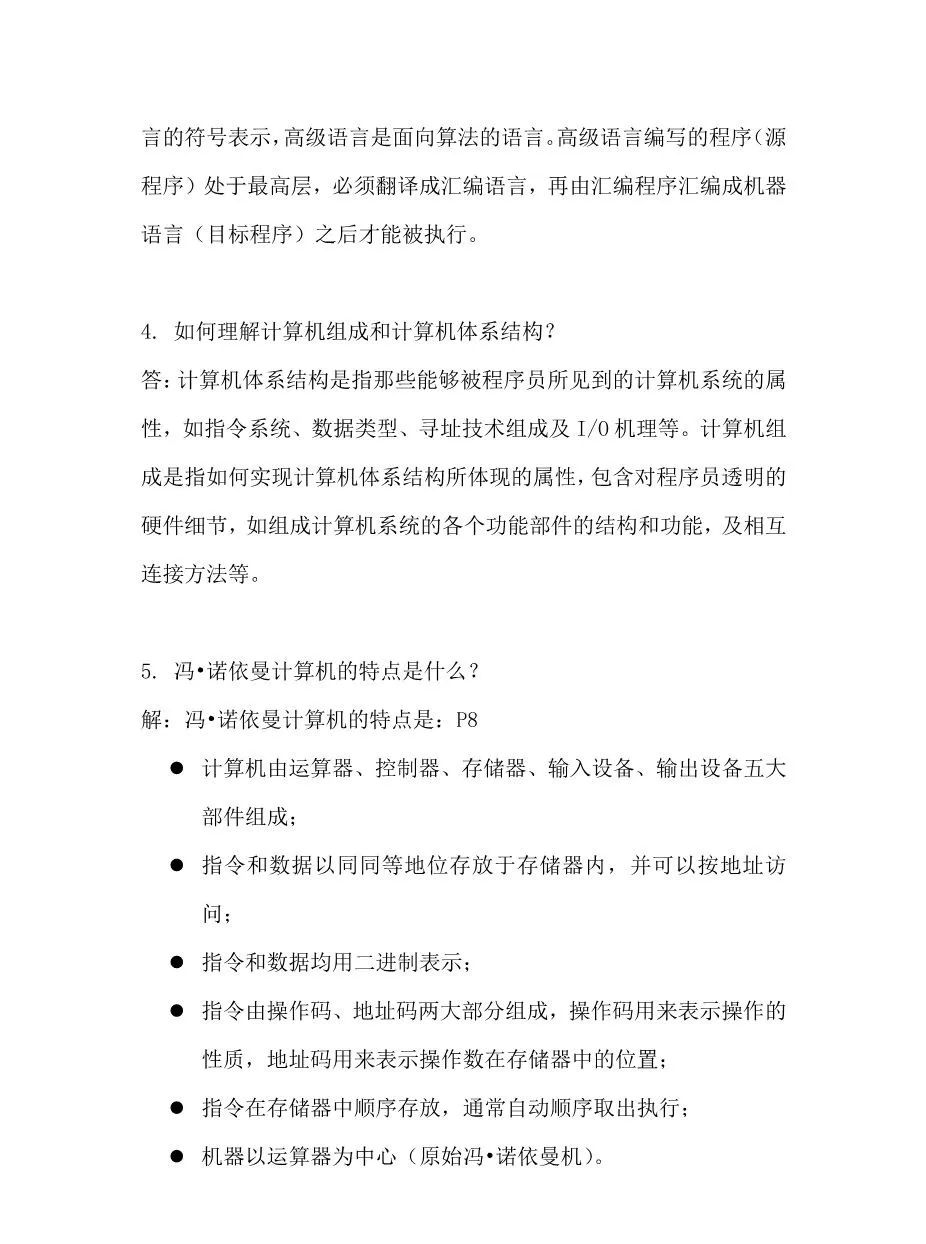 言的符号表示，高级语言是面向算法的语言。高级语言编写的程序（源
程序）处于最高层，必须翻译成汇编语言，再由汇编程序汇编成机器
语言（目标程序）之后才能被执行。
4. 如何理解计算机组成和计算机体系结构？
答：计算机体系结构是指那些能够被程序员所见到的计算机系统的属
性，如指令系统、数据类型、寻址技术组成及 I/O 机理等。计算机组
成是指如何实现计算机体系结构所体现的属性，包含对程序员透明的
硬件细节，如组成计算机系统的各个功能部件的结构和功能，及相互
连接方法等。
5. 冯•诺依曼计算机的特点是什么？
解：冯•诺依曼计算机的特点是：P8
● 计算机由运算器、控制器、存储器、输入设备、输出设备五大
部件组成；
● 指令和数据以同同等地位存放于存储器内，并可以按地址访
问；
● 指令和数据均用二进制表示；
● 指令由操作码、地址码两大部分组成，操作码用来表示操作的
性质，地址码用来表示操作数在存储器中的位置；
● 指令在存储器中顺序存放，通常自动顺序取出执行；
● 机器以运算器为中心（原始冯•诺依曼机）。